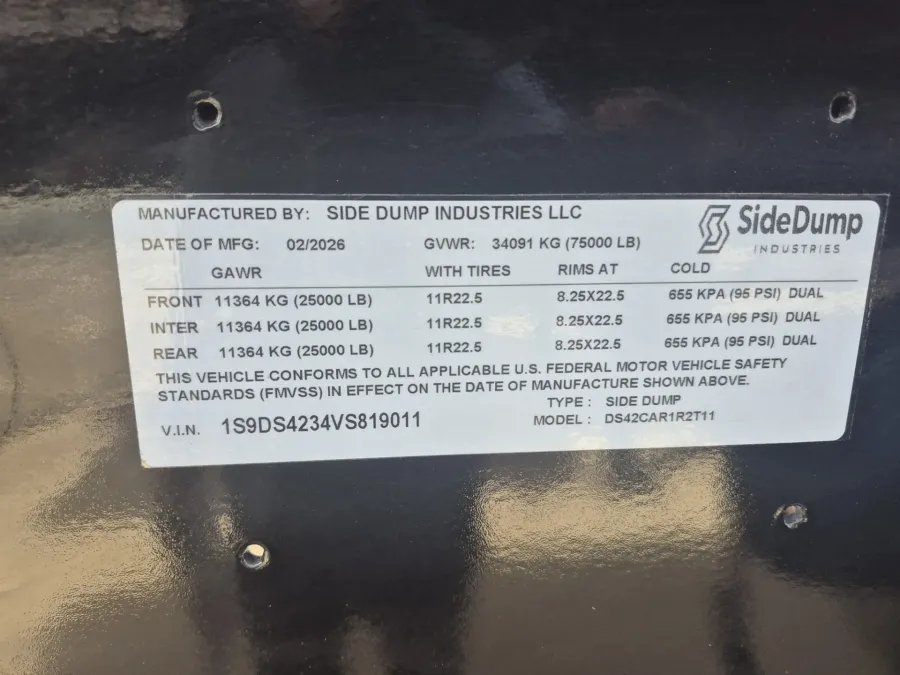 MANUFACTURED BY: SIDE DUMP INDUSTRIES LLC
SideDump
INDUSTRIES
DATE OF MFG: 02/2026 GVWR: 34091 KG (75000 LB)
GAWR WITH TIRES RIMS AT COLD
FRONT 11364 KG (25000 LB) 11R22.5 8.25X22.5 655 KPA (95 PSI) DUAL
INTER 11364 KG (25000 LB) 11R22.5 8.25X22.5 655 KPA (95 PSI) DUAL
REAR 11364 KG (25000 LB) 11R22.5 8.25X22.5 655 KPA (95 PSI) DUAL
THIS VEHICLE CONFORMS TO ALL APPLICABLE U.S. FEDERAL MOTOR VEHICLE SAFETY
STANDARDS (FMVSS) IN EFFECT ON THE DATE OF MANUFACTURE SHOWN ABOVE.
TYPE : SIDE DUMP
V.I.N. 1S9DS4234VS819011 MODEL : DS42CAR1R2T11